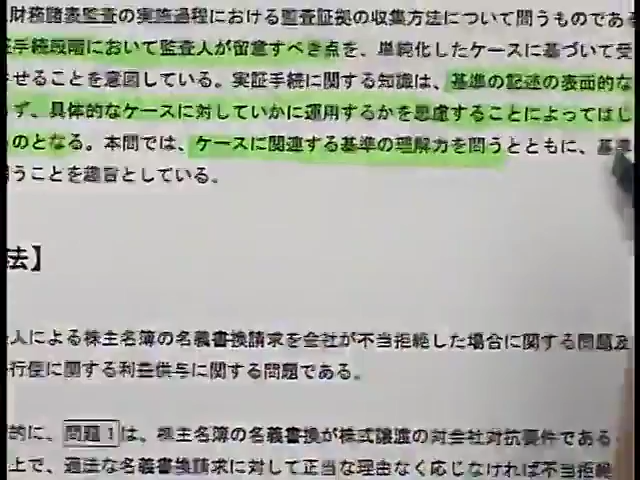 財務諸表監査の実施過程における監査証拠の収集方法について問うものであ
手続段階において監査人が留意すべき点を、単純化したケースに基づいて受
せることを意図している。実証手続に関する知識は、基準の記述の表面的な
ず、具体的なケースに対していかに運用するかを思慮することによってはじ
のとなる。本問では、ケースに関連する基準の理解力を問うとともに、基準
うことを趣旨としている。
法】
人による株主名簿の名義書換請求を会社が不当拒絶した場合に関する問題及
行使に関する利益供与に関する問題である。
的に、問題1は、株主名簿の名義書換が株式譲渡の対会社対抗要件である
上で、適法な名義書換請求に対して正当な理由なく応じなければ不当拒絶